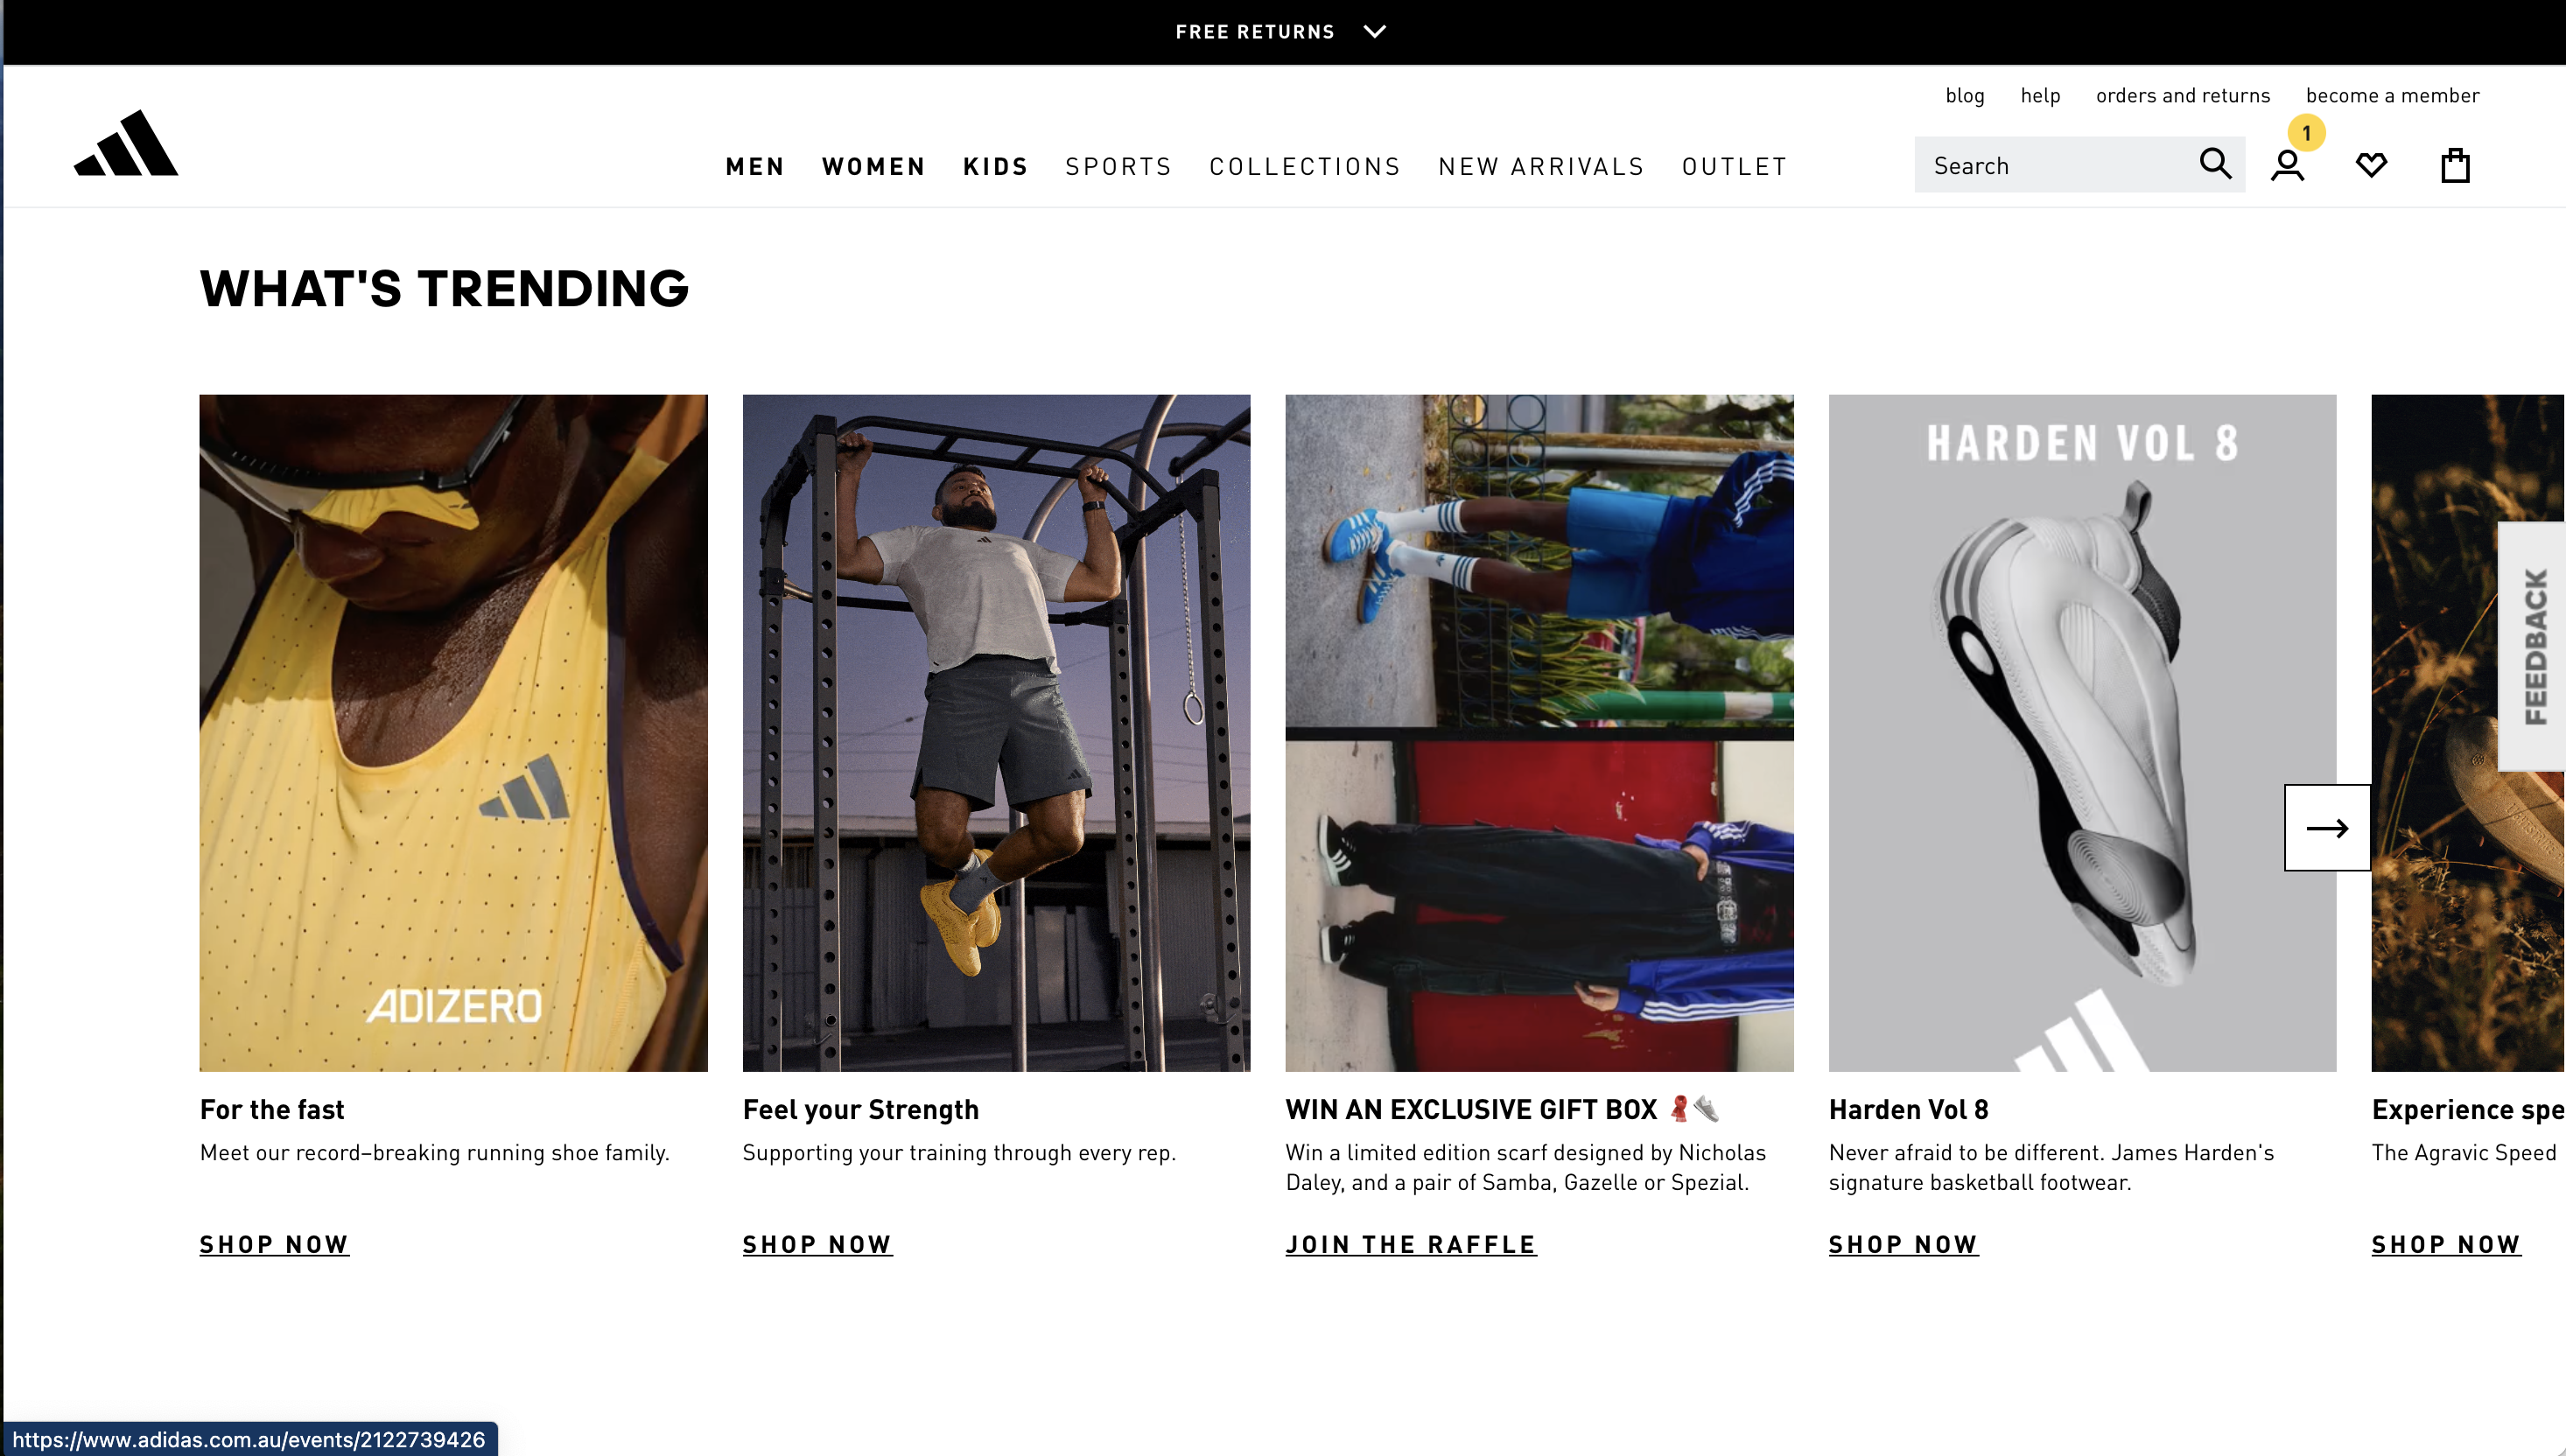 FREE RETURNS
blog help orders and returns become a member
1
MEN WOMEN KIDS SPORTS COLLECTIONS NEW ARRIVALS OUTLET
Search
WHAT'S TRENDING
ADIZERO
HARDEN VOL 8
FEEDBACK
For the fast
Meet our record–breaking running shoe family.
SHOP NOW
Feel your Strength
Supporting your training through every rep.
SHOP NOW
WIN AN EXCLUSIVE GIFT BOX 🧣👟
Win a limited edition scarf designed by Nicholas
Daley, and a pair of Samba, Gazelle or Spezial.
JOIN THE RAFFLE
Harden Vol 8
Never afraid to be different. James Harden's
signature basketball footwear.
SHOP NOW
Experience spe
The Agravic Speed
SHOP NOW
https://www.adidas.com.au/events/2122739426